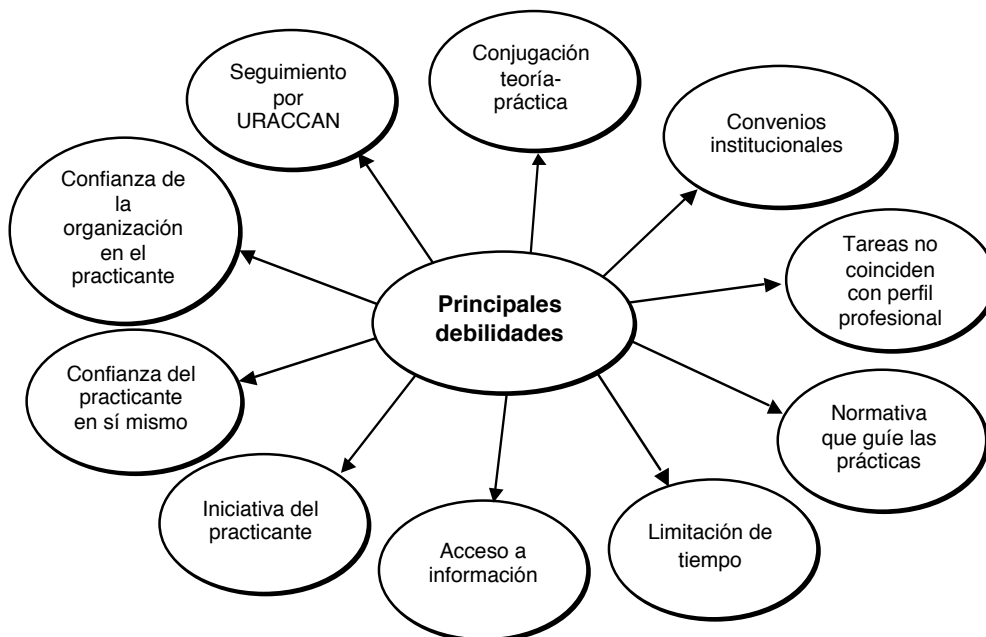 Conjugación
teoría-
práctica
Seguimiento
por
URACCAN
Convenios
institucionales
Confianza de
la
organización
en el
practicante
Tareas no
coinciden
con perfil
profesional
Principales
debilidades
Confianza del
practicante
en sí mismo
Normativa
que guíe las
prácticas
Iniciativa del
practicante
Limitación de
tiempo
Acceso a
información